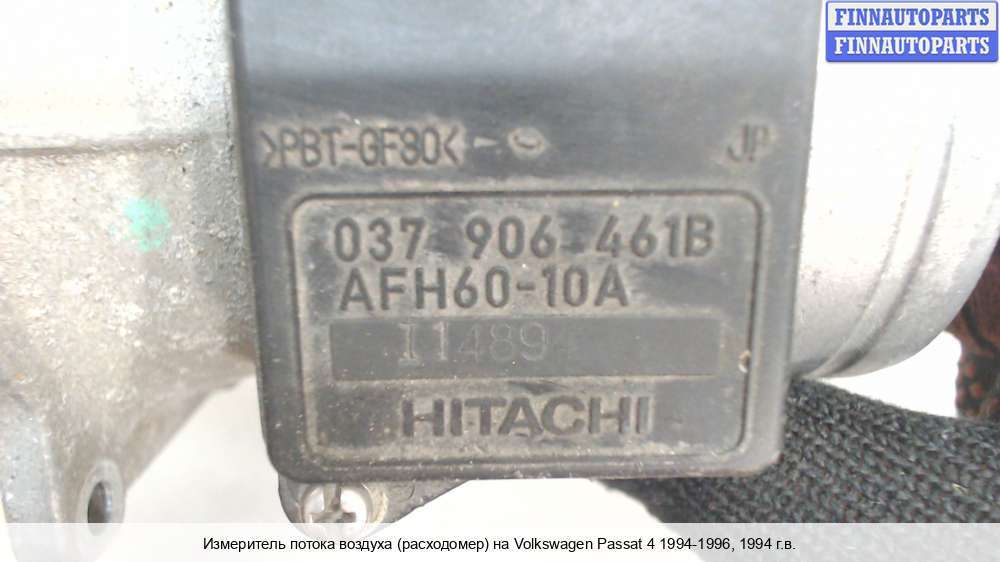 FINNAUTOPARTS
FINNAUTOPARTS
>PBT-GF30< JP
037 906 461B
AFH60-10A
I1489
HITACHI
Измеритель потока воздуха (расходомер) на Volkswagen Passat 4 1994-1996, 1994 г.в.